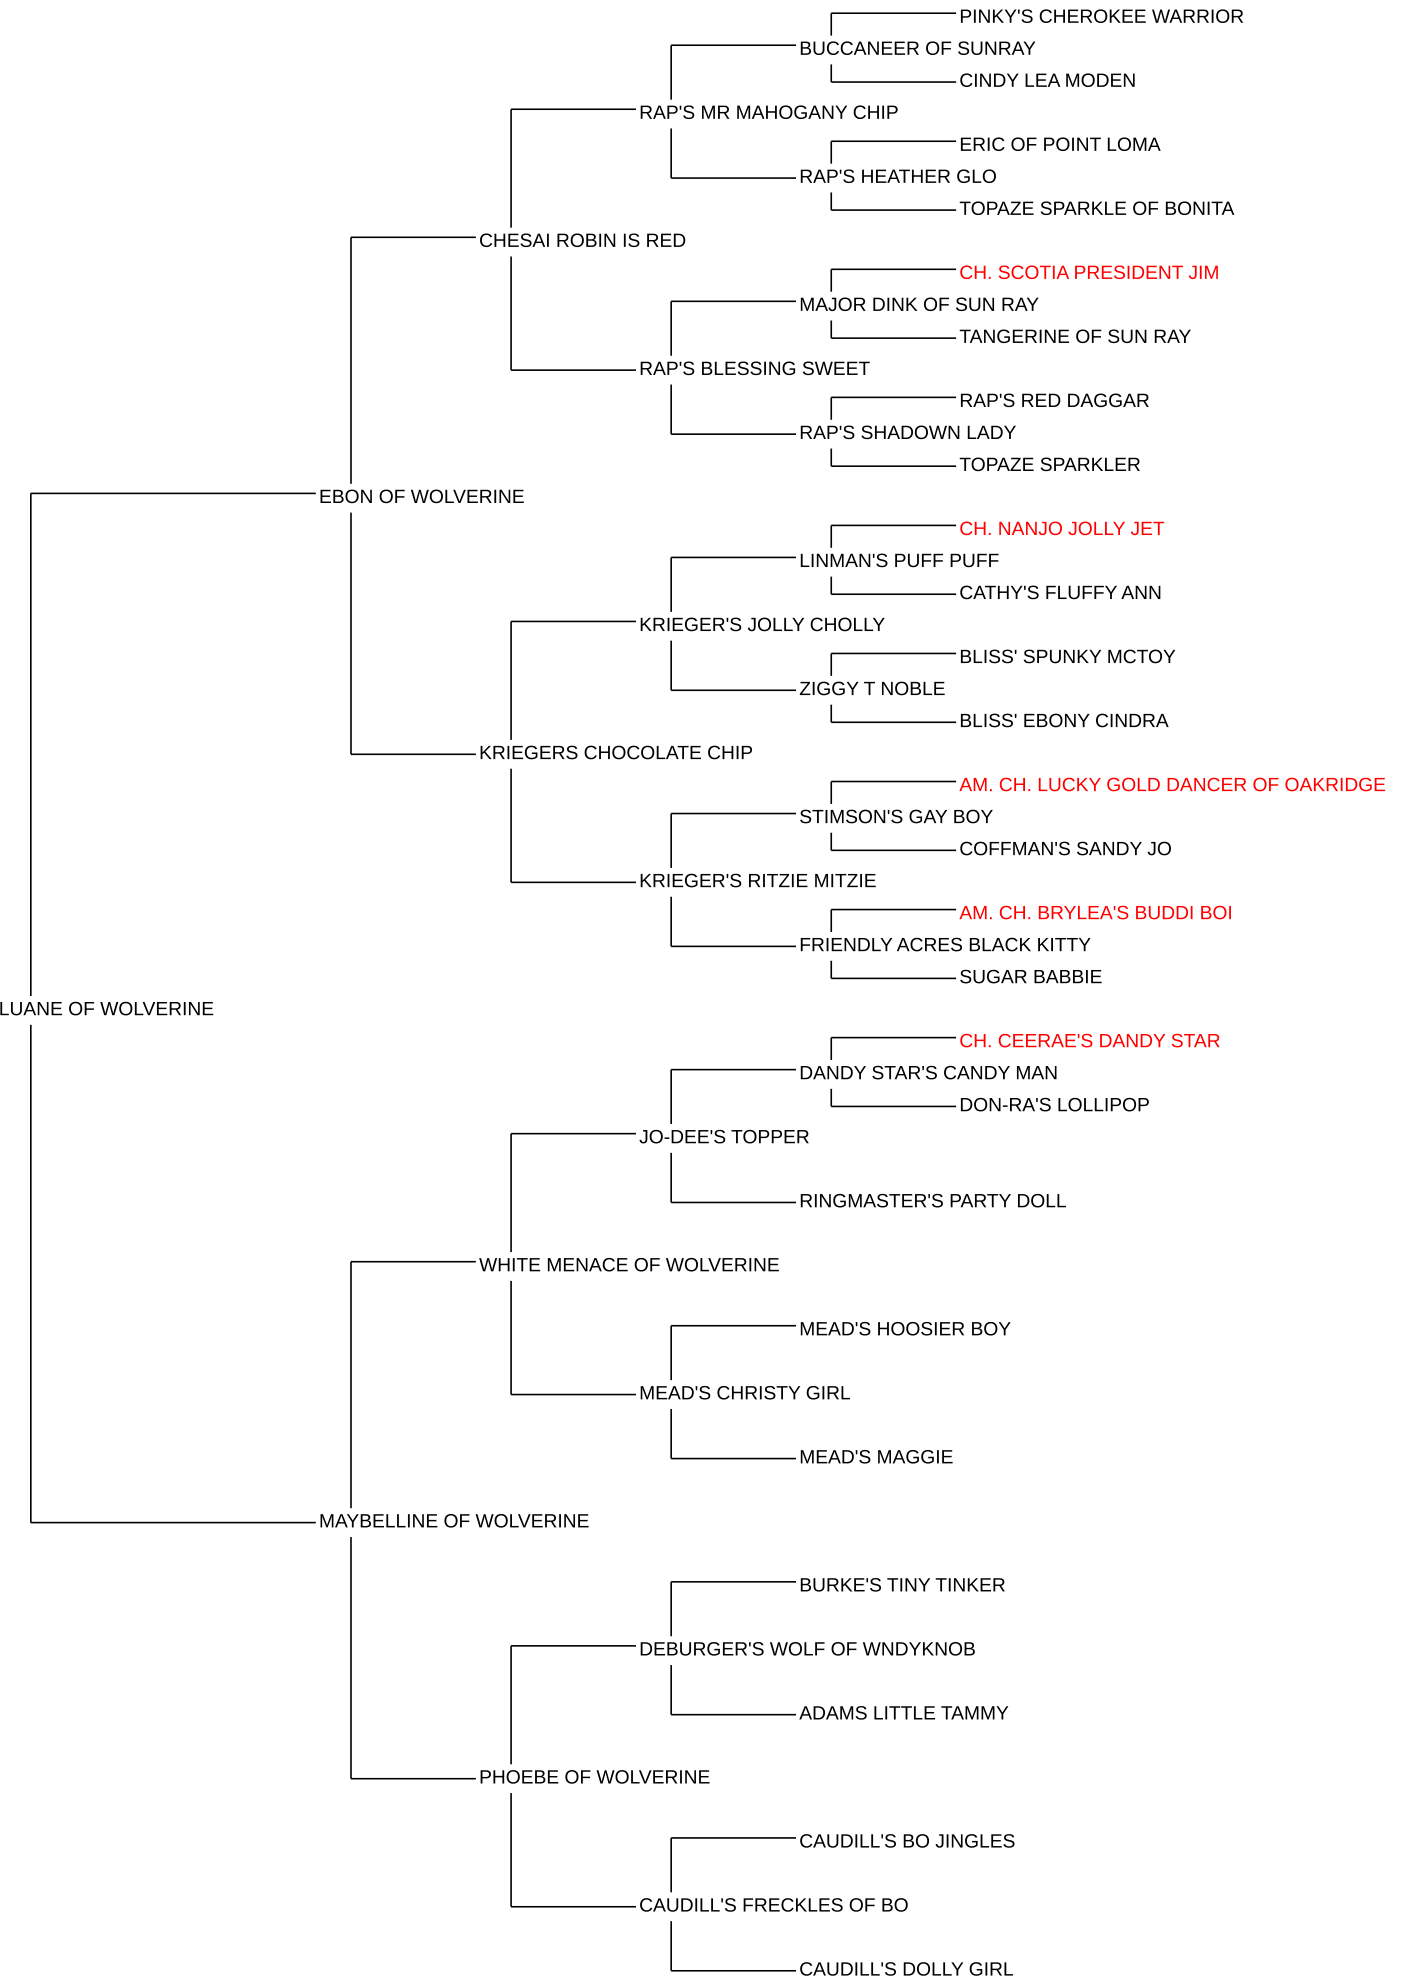 PINKY'S CHEROKEE WARRIOR
BUCCANEER OF SUNRAY
CINDY LEA MODEN
RAP'S MR MAHOGANY CHIP
ERIC OF POINT LOMA
RAP'S HEATHER GLO
TOPAZE SPARKLE OF BONITA
CHESAI ROBIN IS RED
CH. SCOTIA PRESIDENT JIM
MAJOR DINK OF SUN RAY
TANGERINE OF SUN RAY
RAP'S BLESSING SWEET
RAP'S RED DAGGAR
RAP'S SHADOWN LADY
TOPAZE SPARKLER
EBON OF WOLVERINE
CH. NANJO JOLLY JET
LINMAN'S PUFF PUFF
CATHY'S FLUFFY ANN
KRIEGER'S JOLLY CHOLLY
BLISS' SPUNKY MCTOY
ZIGGY T NOBLE
BLISS' EBONY CINDRA
KRIEGERS CHOCOLATE CHIP
AM. CH. LUCKY GOLD DANCER OF OAKRIDGE
STIMSON'S GAY BOY
COFFMAN'S SANDY JO
KRIEGER'S RITZIE MITZIE
AM. CH. BRYLEA'S BUDDI BOI
FRIENDLY ACRES BLACK KITTY
SUGAR BABBIE
LUANE OF WOLVERINE
CH. CEERAE'S DANDY STAR
DANDY STAR'S CANDY MAN
DON-RA'S LOLLIPOP
JO-DEE'S TOPPER
RINGMASTER'S PARTY DOLL
WHITE MENACE OF WOLVERINE
MEAD'S HOOSIER BOY
MEAD'S CHRISTY GIRL
MEAD'S MAGGIE
MAYBELLINE OF WOLVERINE
BURKE'S TINY TINKER
DEBURGER'S WOLF OF WNDYKNOB
ADAMS LITTLE TAMMY
PHOEBE OF WOLVERINE
CAUDILL'S BO JINGLES
CAUDILL'S FRECKLES OF BO
CAUDILL'S DOLLY GIRL